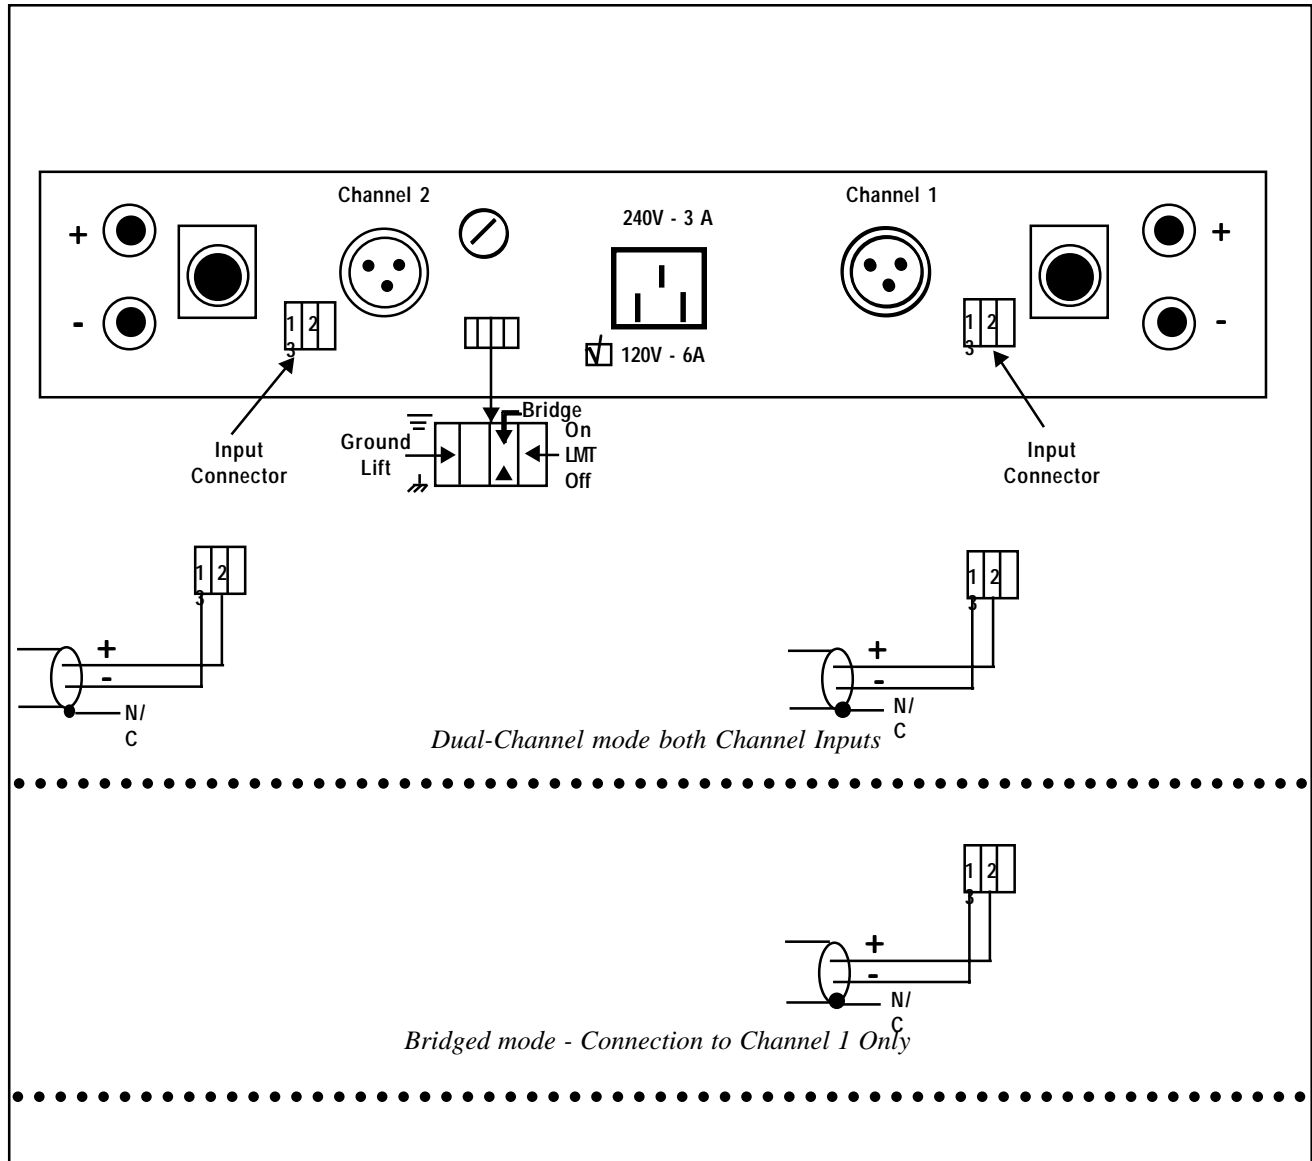 Channel 2
Channel 1
240V - 3 A
+
+
-
-
1 2
3
1 2
3
120V - 6A
Bridge
On
LMT
Off
Ground
Lift
Input
Connector
Input
Connector
1 2
3
1 2
3
+
-
N/
C
+
-
N/
C
Dual-Channel mode both Channel Inputs
1 2
3
+
-
N/
C
Bridged mode - Connection to Channel 1 Only